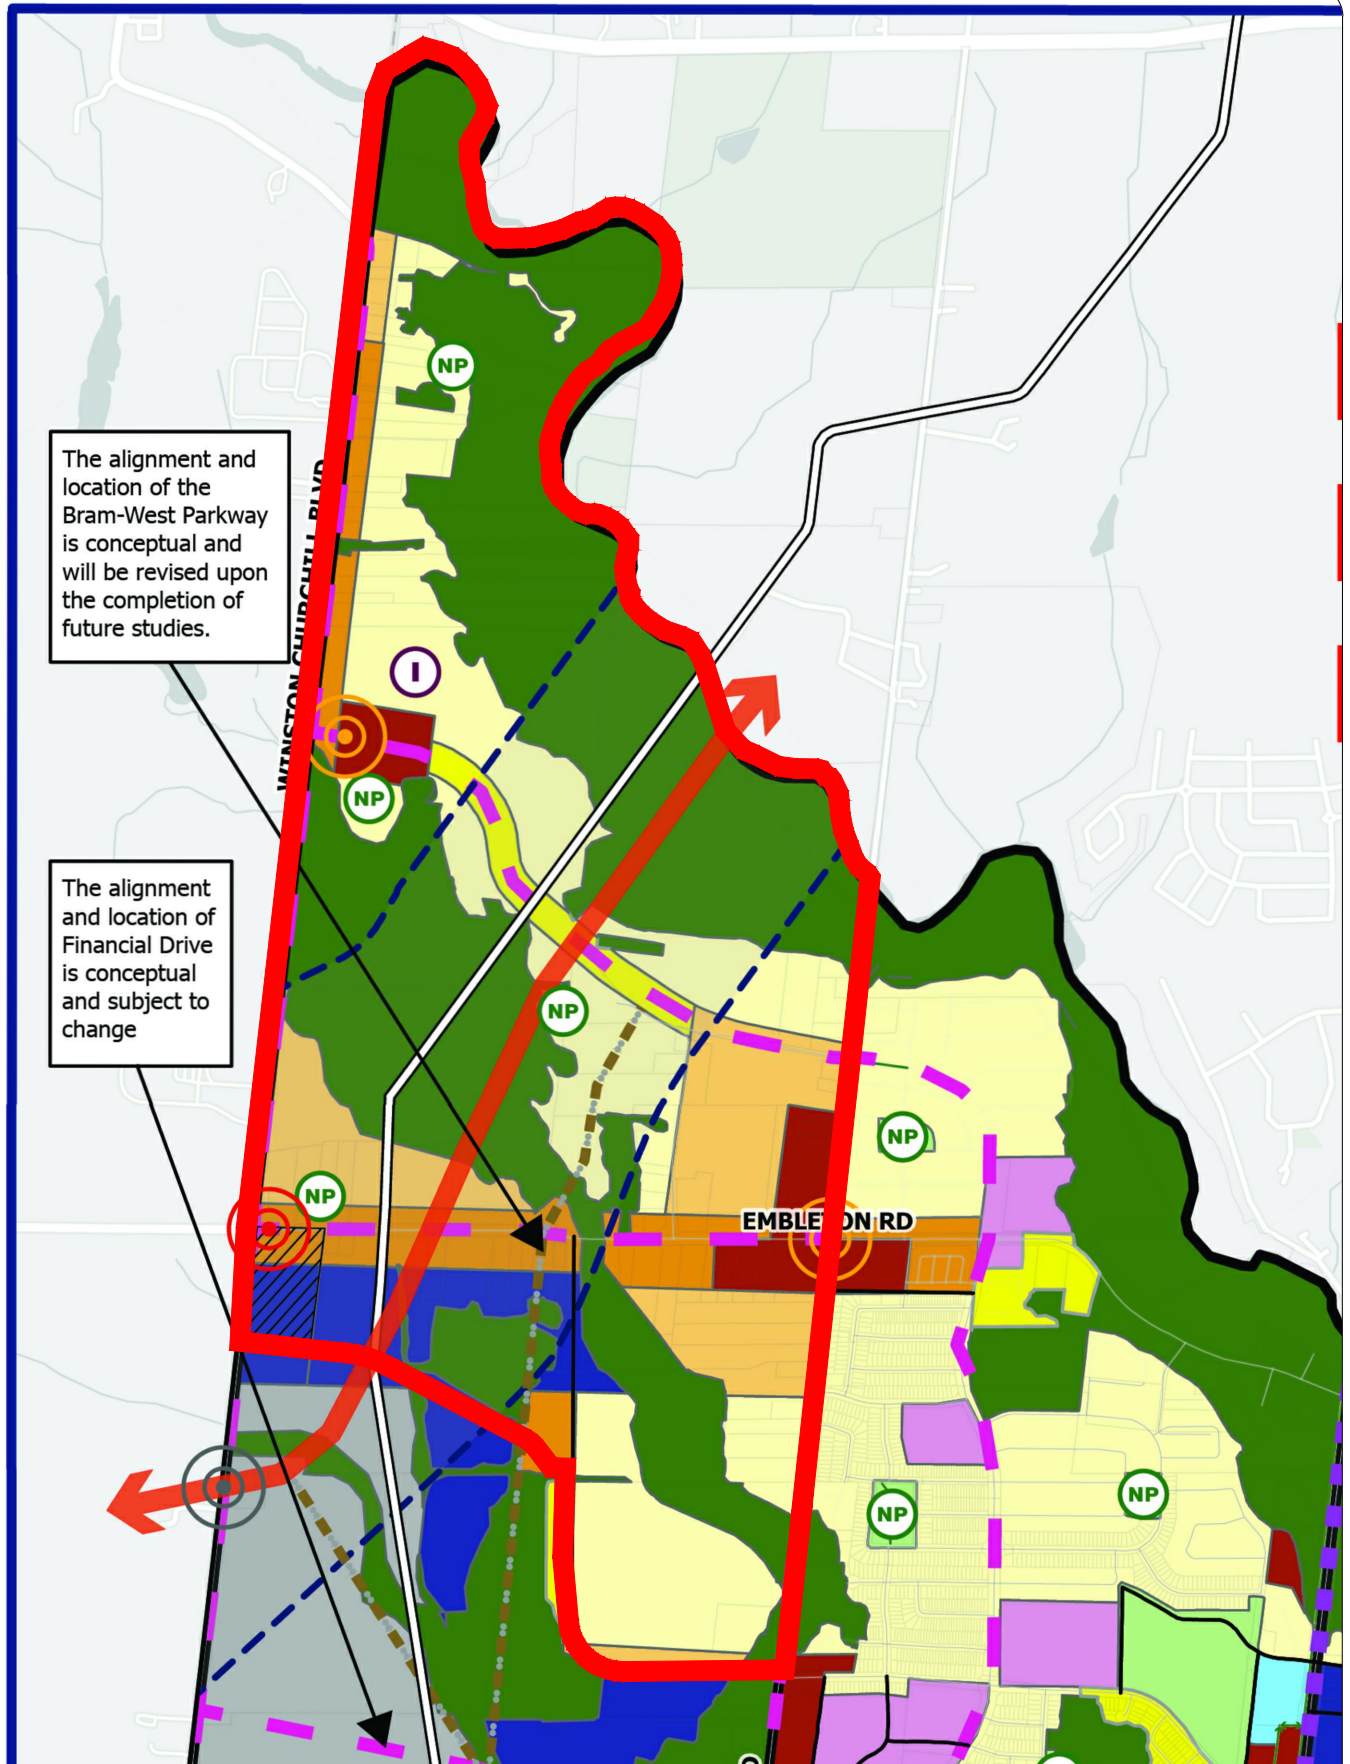 NP
The alignment and
location of the
Bram-West Parkway
is conceptual and
will be revised upon
the completion of
future studies.
WINSTON CHURCHILL BLVD
I
NP
The alignment
and location of
Financial Drive
is conceptual
and subject to
change
NP
NP
NP
EMBLETON RD
NP
NP